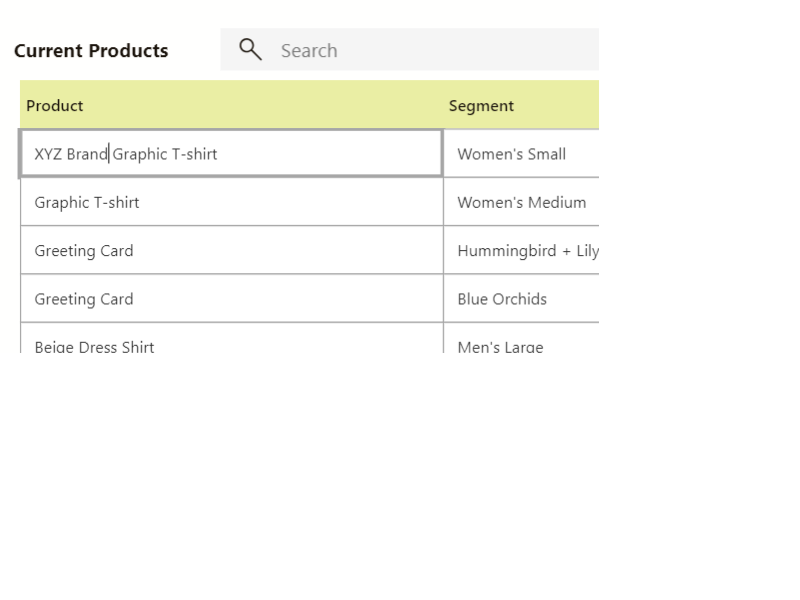 Current Products
Search
Product Segment
XYZ Brand Graphic T-shirt Women's Small
Graphic T-shirt Women's Medium
Greeting Card Hummingbird + Lily
Greeting Card Blue Orchids
Beige Dress Shirt Men's Large